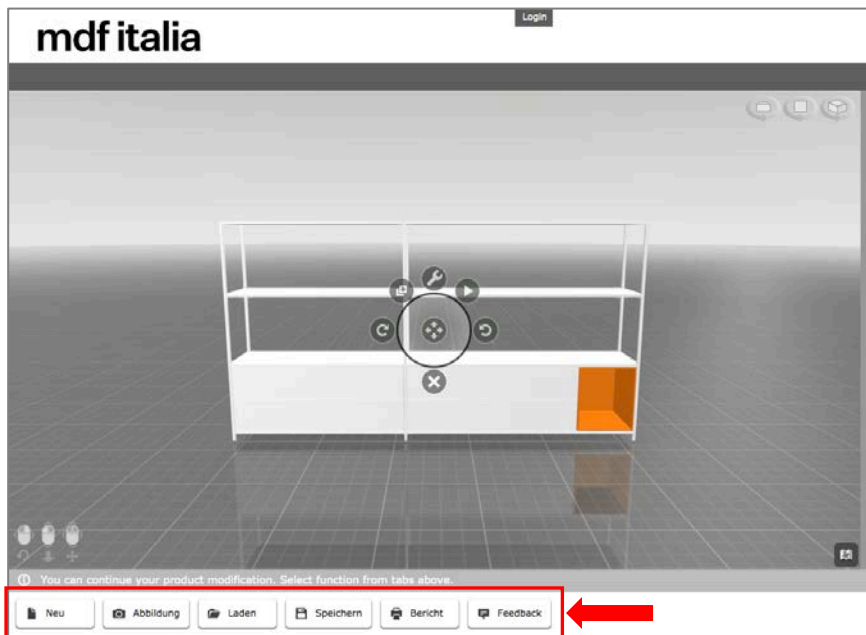 Login
mdf italia
You can continue your product modification. Select function from tabs above.
Neu Abbildung Laden Speichern Bericht Feedback